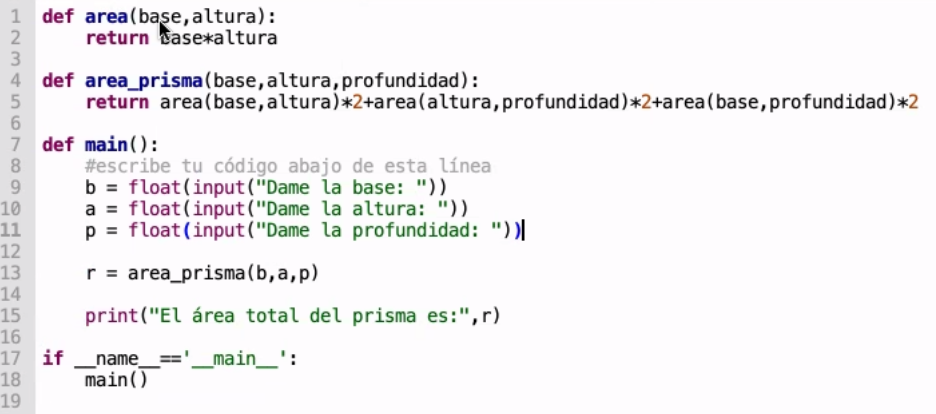 1 def area(base,altura):
2     return base*altura
3
4 def area_prisma(base,altura,profundidad):
5     return area(base,altura)*2+area(altura,profundidad)*2+area(base,profundidad)*2
6
7 def main():
8     #escribe tu código abajo de esta línea
9     b = float(input("Dame la base: "))
10     a = float(input("Dame la altura: "))
11     p = float(input("Dame la profundidad: "))
12
13     r = area_prisma(b,a,p)
14
15     print("El área total del prisma es:",r)
16
17 if __name__=='__main__':
18     main()
19